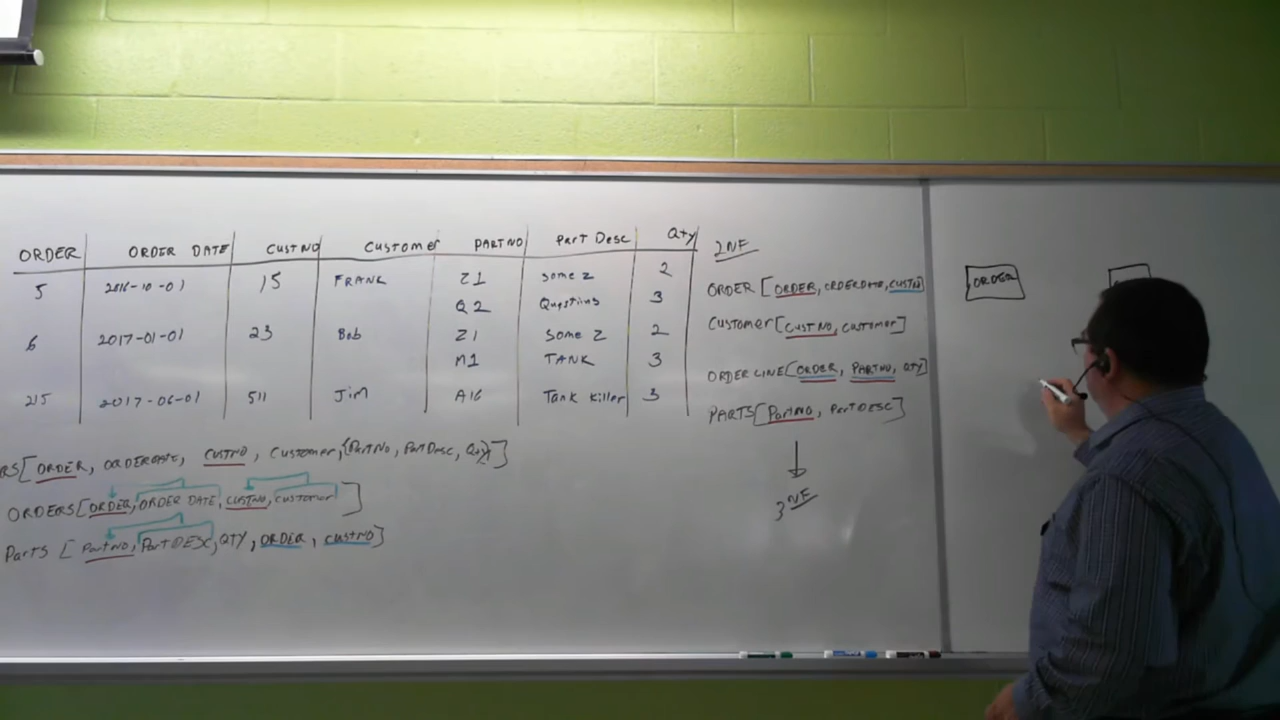 ORDER ORDER DATE CUSTNO Customer PARTNO Part Desc Qty
5 2016-10-01 15 FRANK Z1 some z 2
Q2 Questiins 3
6 2017-01-01 23 Bob Z1 Some Z 2
M1 TANK 3
215 2017-06-01 511 Jim A16 Tank Killer 3
RS[ORDER, ORDERDATE, CUSTNO, Customer,{PartNo, PartDesc, Qty}]
ORDERS[ORDER, ORDER DATE, CUSTNO, Customer]
Parts [PartNO, PartDESC, QTY, ORDER, CUSTNO]
2NF
ORDER [ORDER, ORDERDATE, CUSTNO]
Customer[CUSTNO, Customer]
ORDER LINE[ORDER, PARTNO, QTY]
PARTS[PartNO, PartDESC]
3NF
ORDER